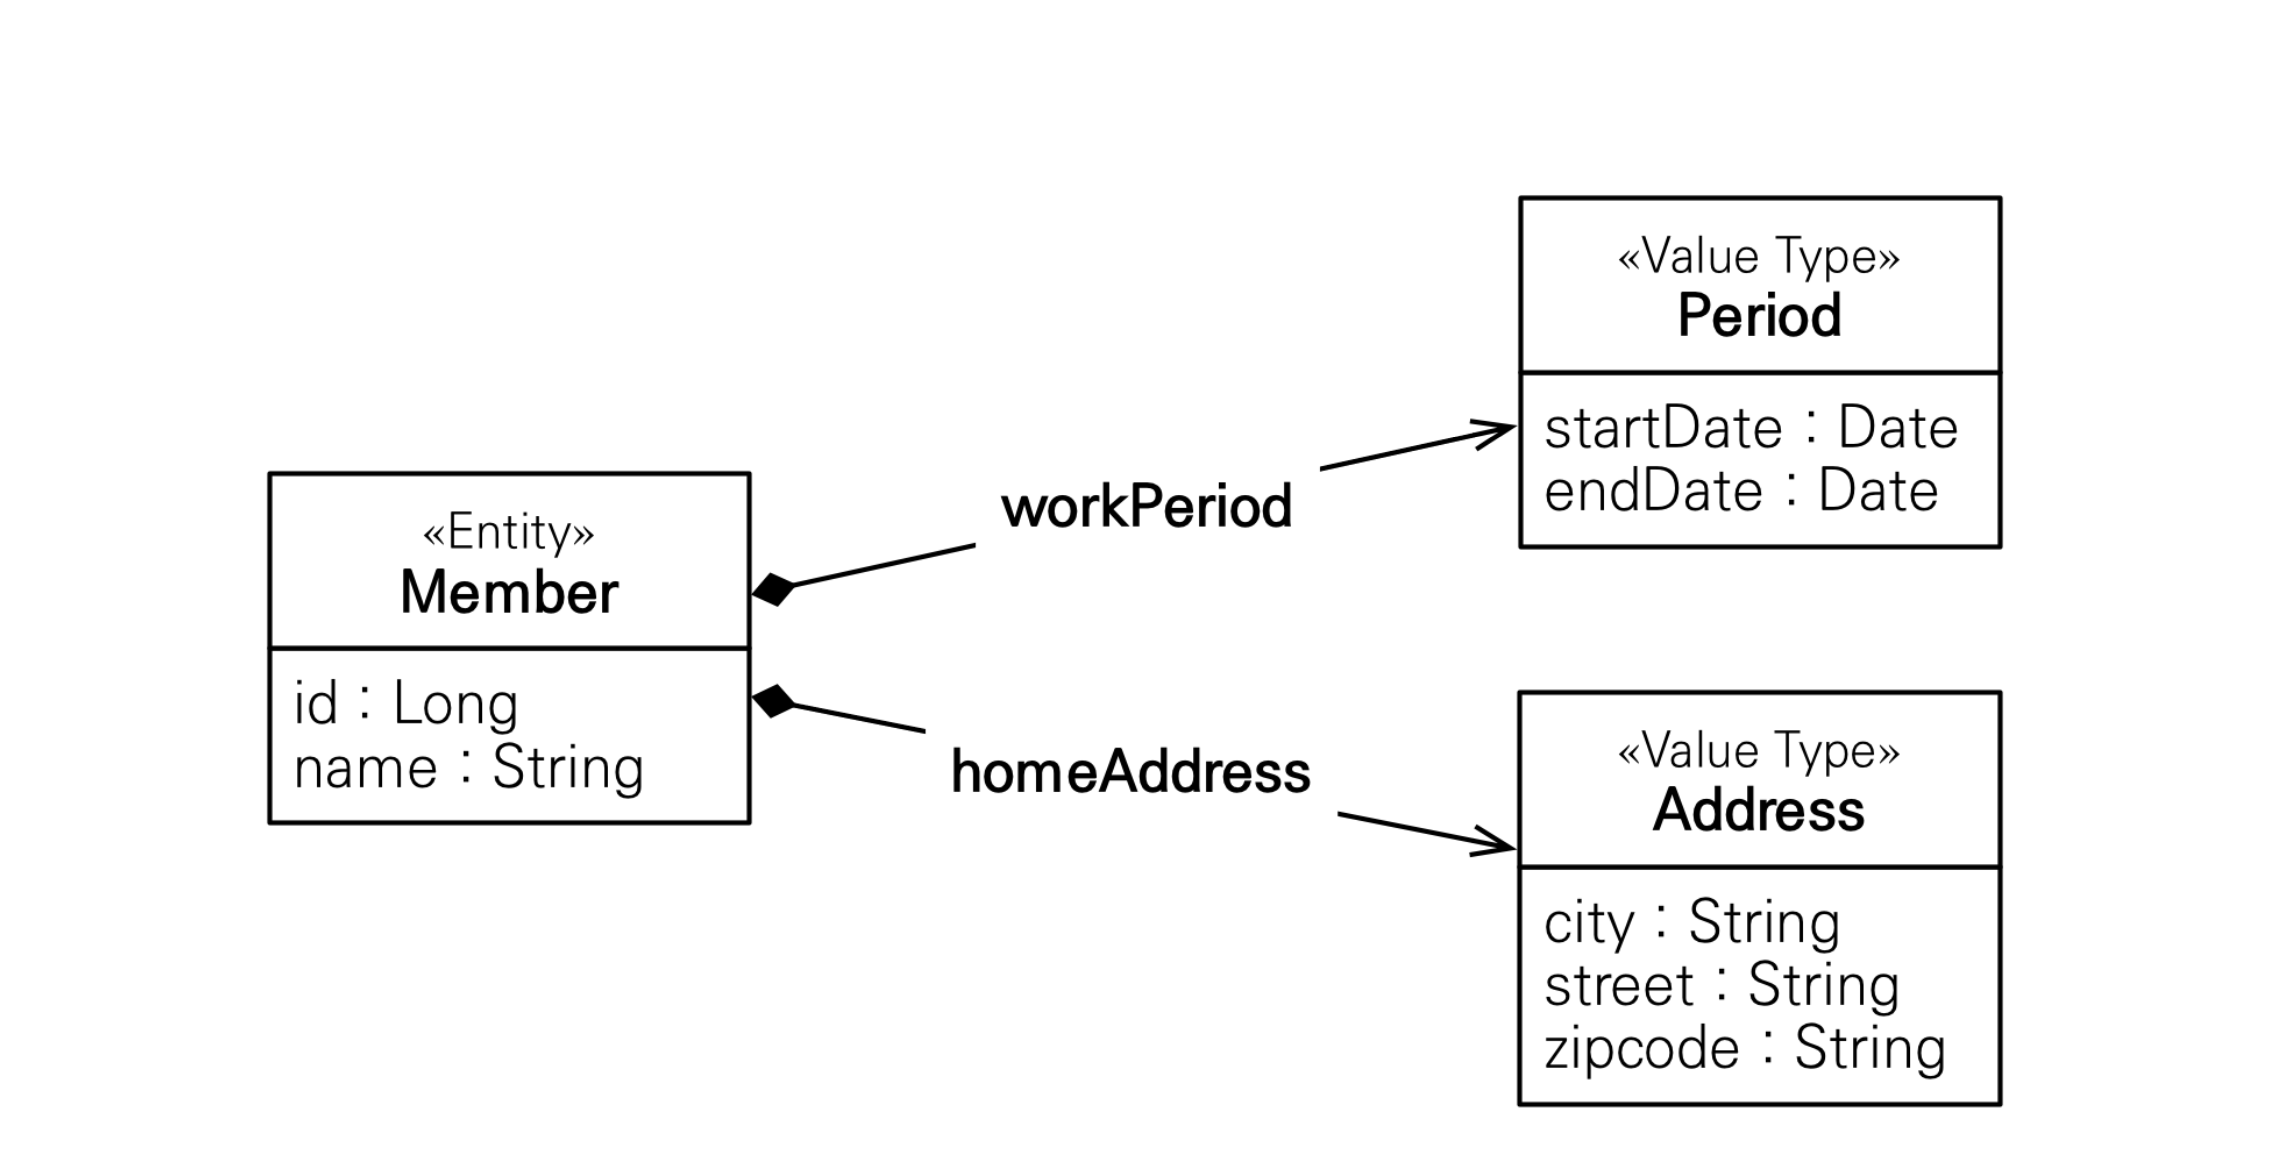 «Entity»
Member
id : Long
name : String
workPeriod
homeAddress
«Value Type»
Period
startDate : Date
endDate : Date
«Value Type»
Address
city : String
street : String
zipcode : String